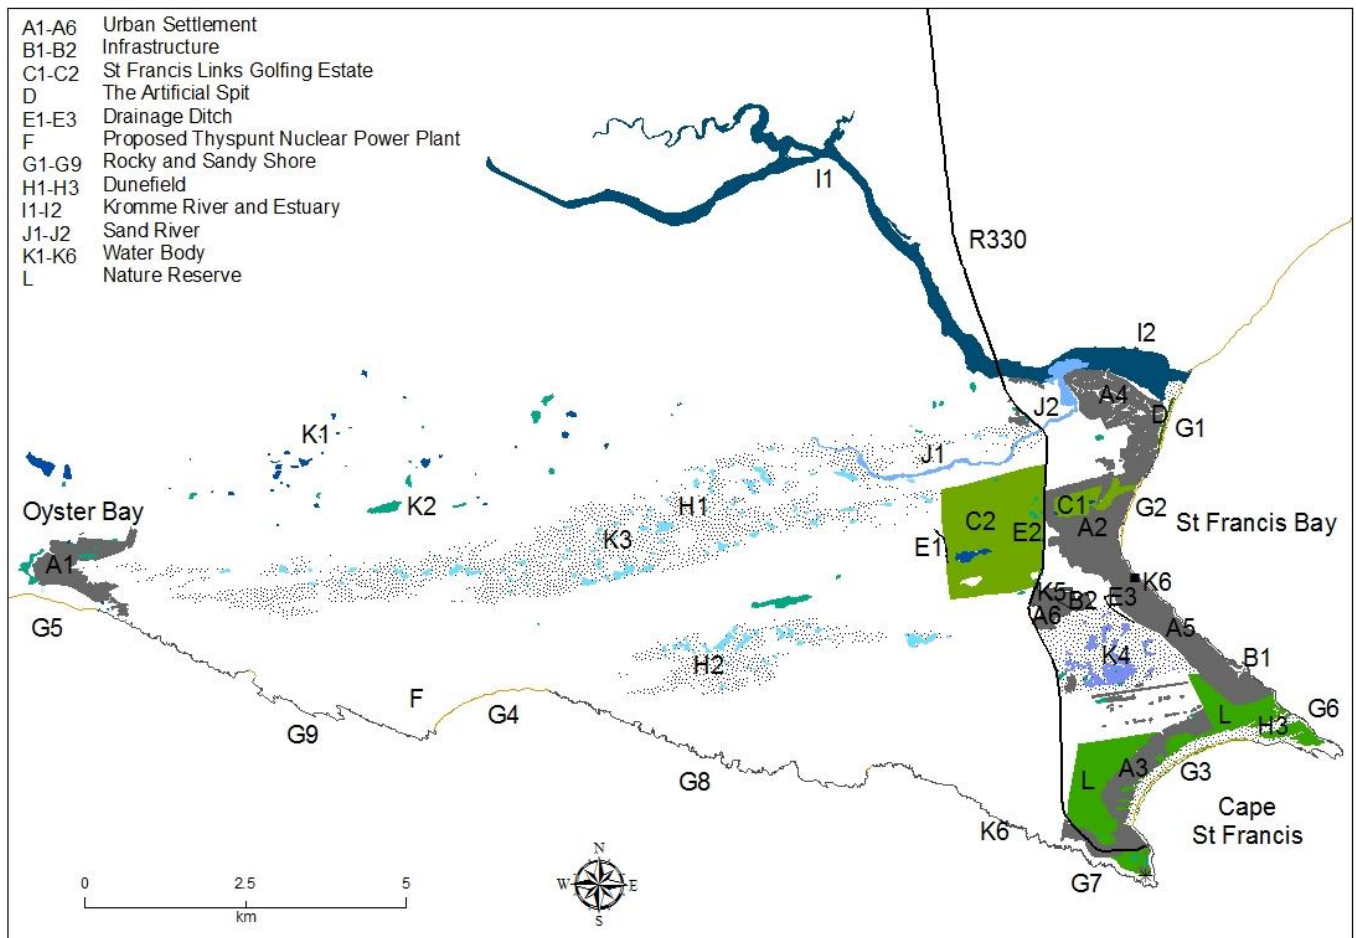 A1-A6 Urban Settlement
B1-B2 Infrastructure
C1-C2 St Francis Links Golfing Estate
D The Artificial Spit
E1-E3 Drainage Ditch
F Proposed Thyspunt Nuclear Power Plant
G1-G9 Rocky and Sandy Shore
H1-H3 Dunefield
I1-I2 Kromme River and Estuary
J1-J2 Sand River
K1-K6 Water Body
L Nature Reserve
I1
R330
I2
A4
J2
D
G1
K1
J1
K2
H1
C1
G2
Oyster Bay
St Francis Bay
C2
E2
A2
K3
E1
A1
K6
K5
B2
E3
A6
A5
G5
K4
B1
H2
F
G4
L
H3
G6
G9
A3
G3
G8
L
Cape
St Francis
K6
G7
N
W E
S
0 2.5 5
km